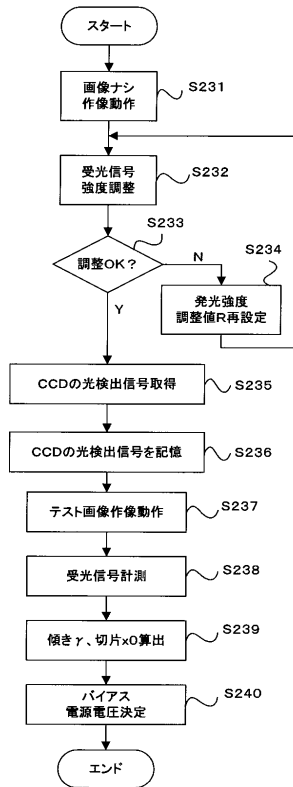 スタート
画像ナシ
作像動作
S231
受光信号
強度調整
S232
S233
調整OK?
N
S234
Y
発光強度
調整値R再設定
CCDの光検出信号取得
S235
CCDの光検出信号を記憶
S236
テスト画像作像動作
S237
受光信号計測
S238
傾きγ、切片x0算出
S239
バイアス
電源電圧決定
S240
エンド